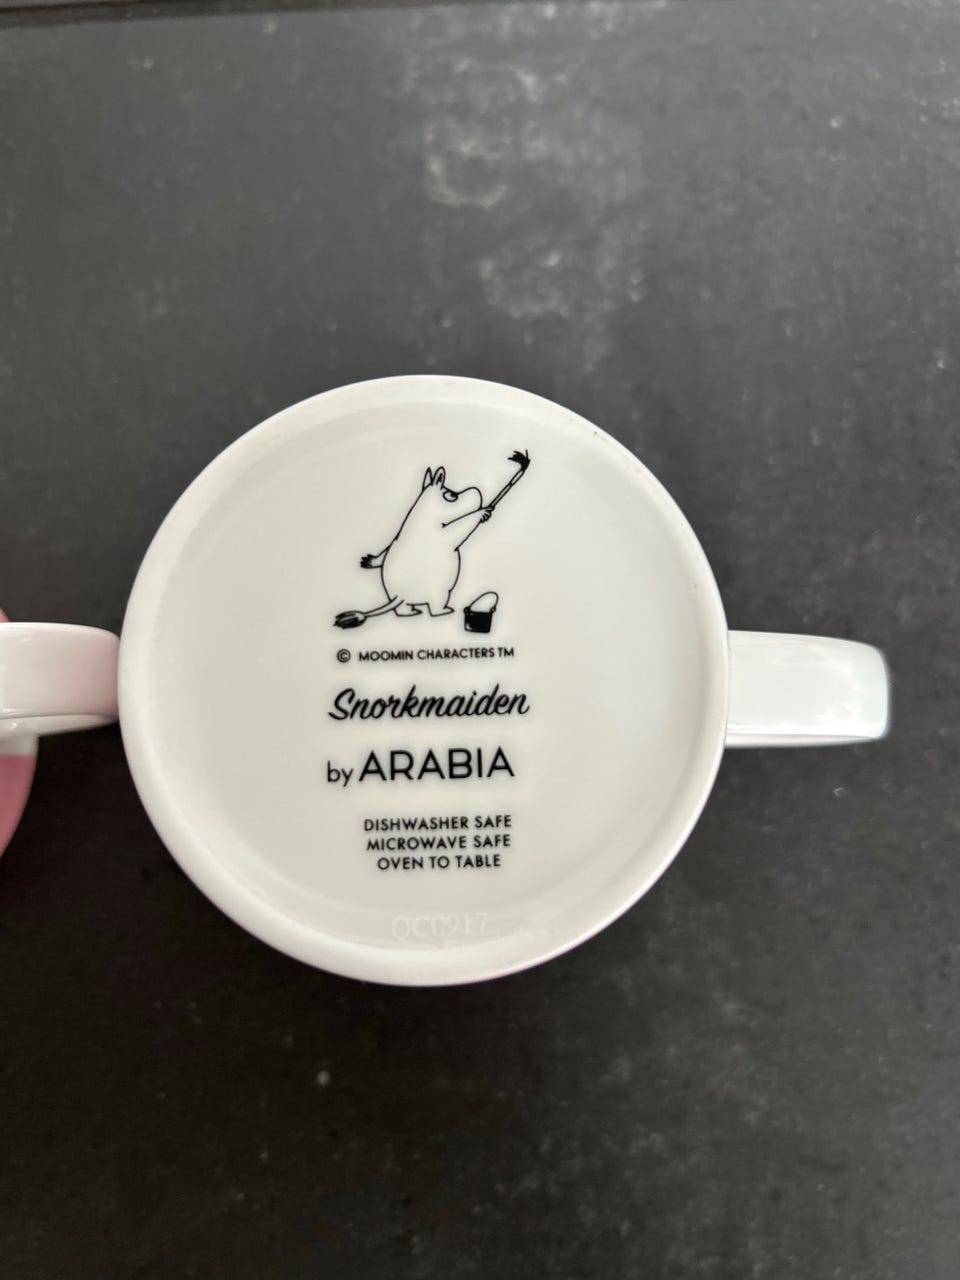 © MOOMIN CHARACTERS TM
Snorkmaiden
by ARABIA
DISHWASHER SAFE
MICROWAVE SAFE
OVEN TO TABLE
QC0917